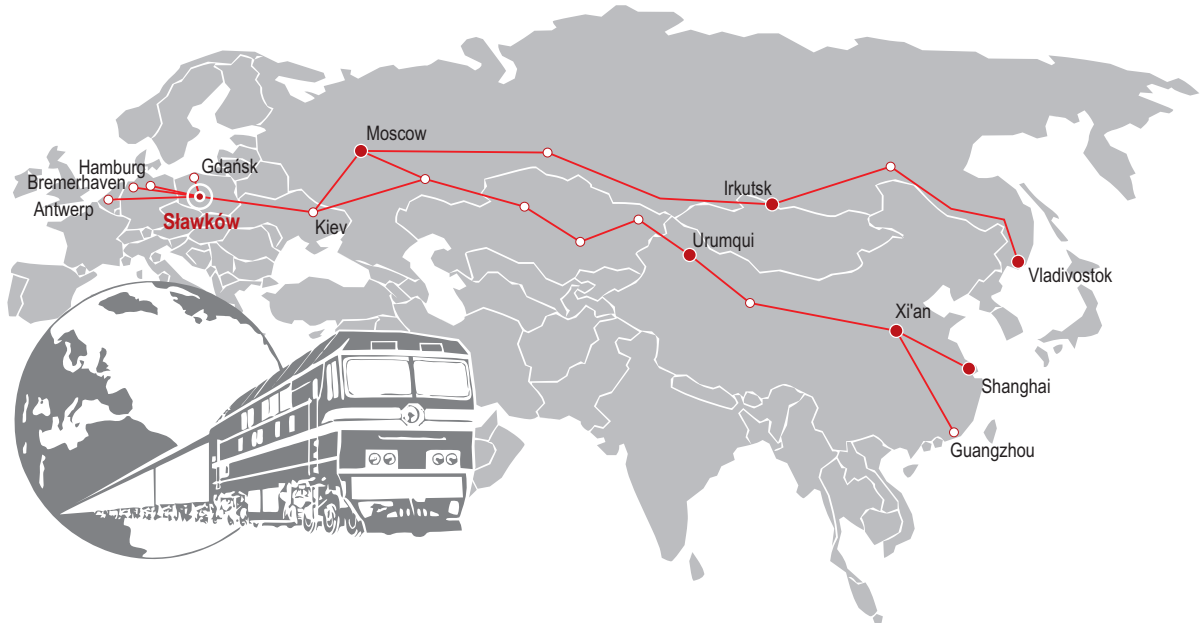 Moscow
Hamburg
Gdańsk
Bremerhaven
Antwerp
Sławków
Kiev
Irkutsk
Urumqui
Vladivostok
Xi'an
Shanghai
Guangzhou